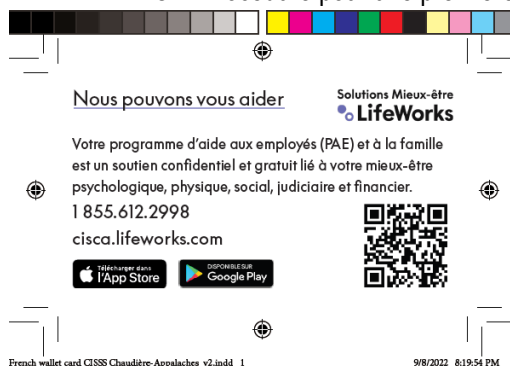 Nous pouvons vous aider
Solutions Mieux-être
LifeWorks
Votre programme d'aide aux employés (PAE) et à la famille
est un soutien confidentiel et gratuit lié à votre mieux-être
psychologique, physique, social, judiciaire et financier.
1 855.612.2998
cisca.lifeworks.com
Télécharger dans
l'App Store
DISPONIBLE SUR
Google Play
French wallet card CISSS Chaudière-Appalaches_v2.indd 1
9/8/2022 8:19:54 PM